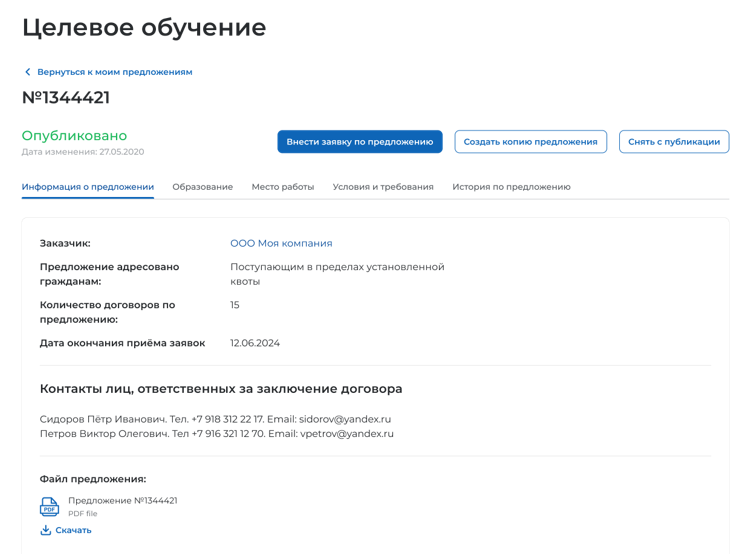 Целевое обучение
Вернуться к моим предложениям
№1344421
Опубликовано
Дата изменения: 27.05.2020
Внести заявку по предложению
Создать копию предложения
Снять с публикации
Информация о предложении
Образование
Место работы
Условия и требования
История по предложению
Заказчик:
ООО Моя компания
Предложение адресовано
гражданам:
Поступающим в пределах установленной
квоты
Количество договоров по
предложению:
15
Дата окончания приёма заявок
12.06.2024
Контакты лиц, ответственных за заключение договора
Сидоров Пётр Иванович. Тел. +7 918 312 22 17. Email: sidorov@yandex.ru
Петров Виктор Олегович. Тел +7 916 321 12 70. Email: vpetrov@yandex.ru
Файл предложения:
PDF
Предложение №1344421
PDF file
Скачать